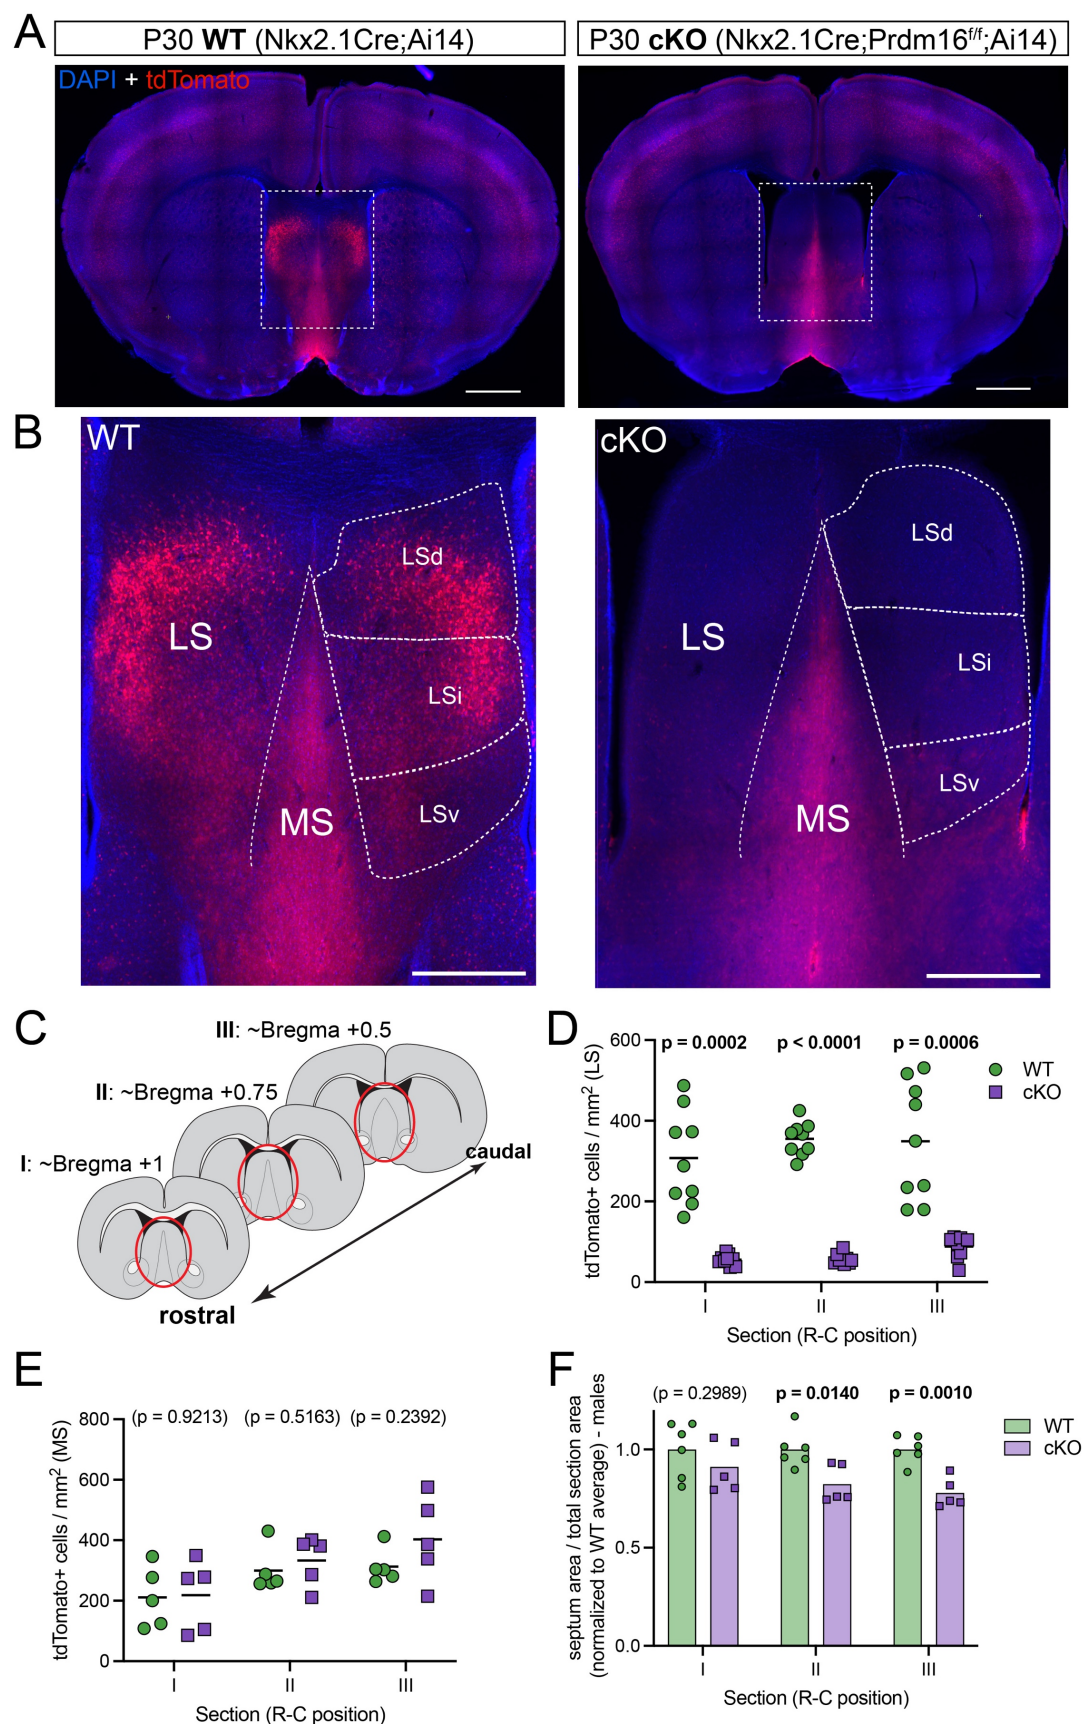 A
P30 WT (Nkx2.1Cre;Ai14)
P30 cKO (Nkx2.1Cre;Prdm16f/f;Ai14)
DAPI + tdTomato
B
WT
LSd
LS
LSi
MS
LSv
cKO
LSd
LS
LSi
LSv
MS
C
III: ~Bregma +0.5
II: ~Bregma +0.75
I: ~Bregma +1
caudal
rostral
D
tdTomato+ cells / mm² (LS)
600
400
200
0
p = 0.0002
p < 0.0001
p = 0.0006
WT
cKO
I
II
III
Section (R-C position)
E
tdTomato+ cells / mm² (MS)
800
600
400
200
0
(p = 0.9213)
(p = 0.5163)
(p = 0.2392)
I
II
III
Section (R-C position)
F
septum area / total section area
(normalized to WT average) - males
1.0
0.5
0.0
(p = 0.2989)
p = 0.0140
p = 0.0010
WT
cKO
I
II
III
Section (R-C position)